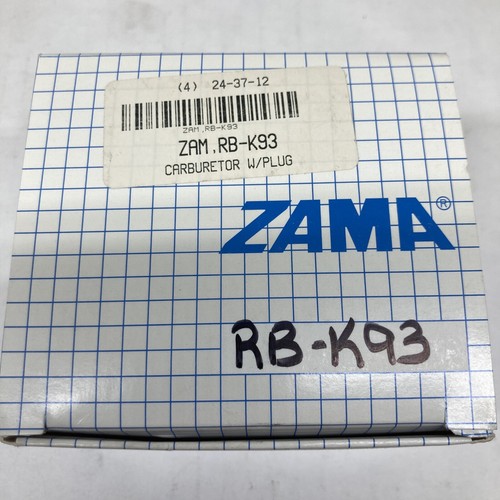 (4) 24-37-12
ZAM,RB-K93
ZAM,RB-K93
CARBURETOR W/PLUG
ZAMA®
RB-K93